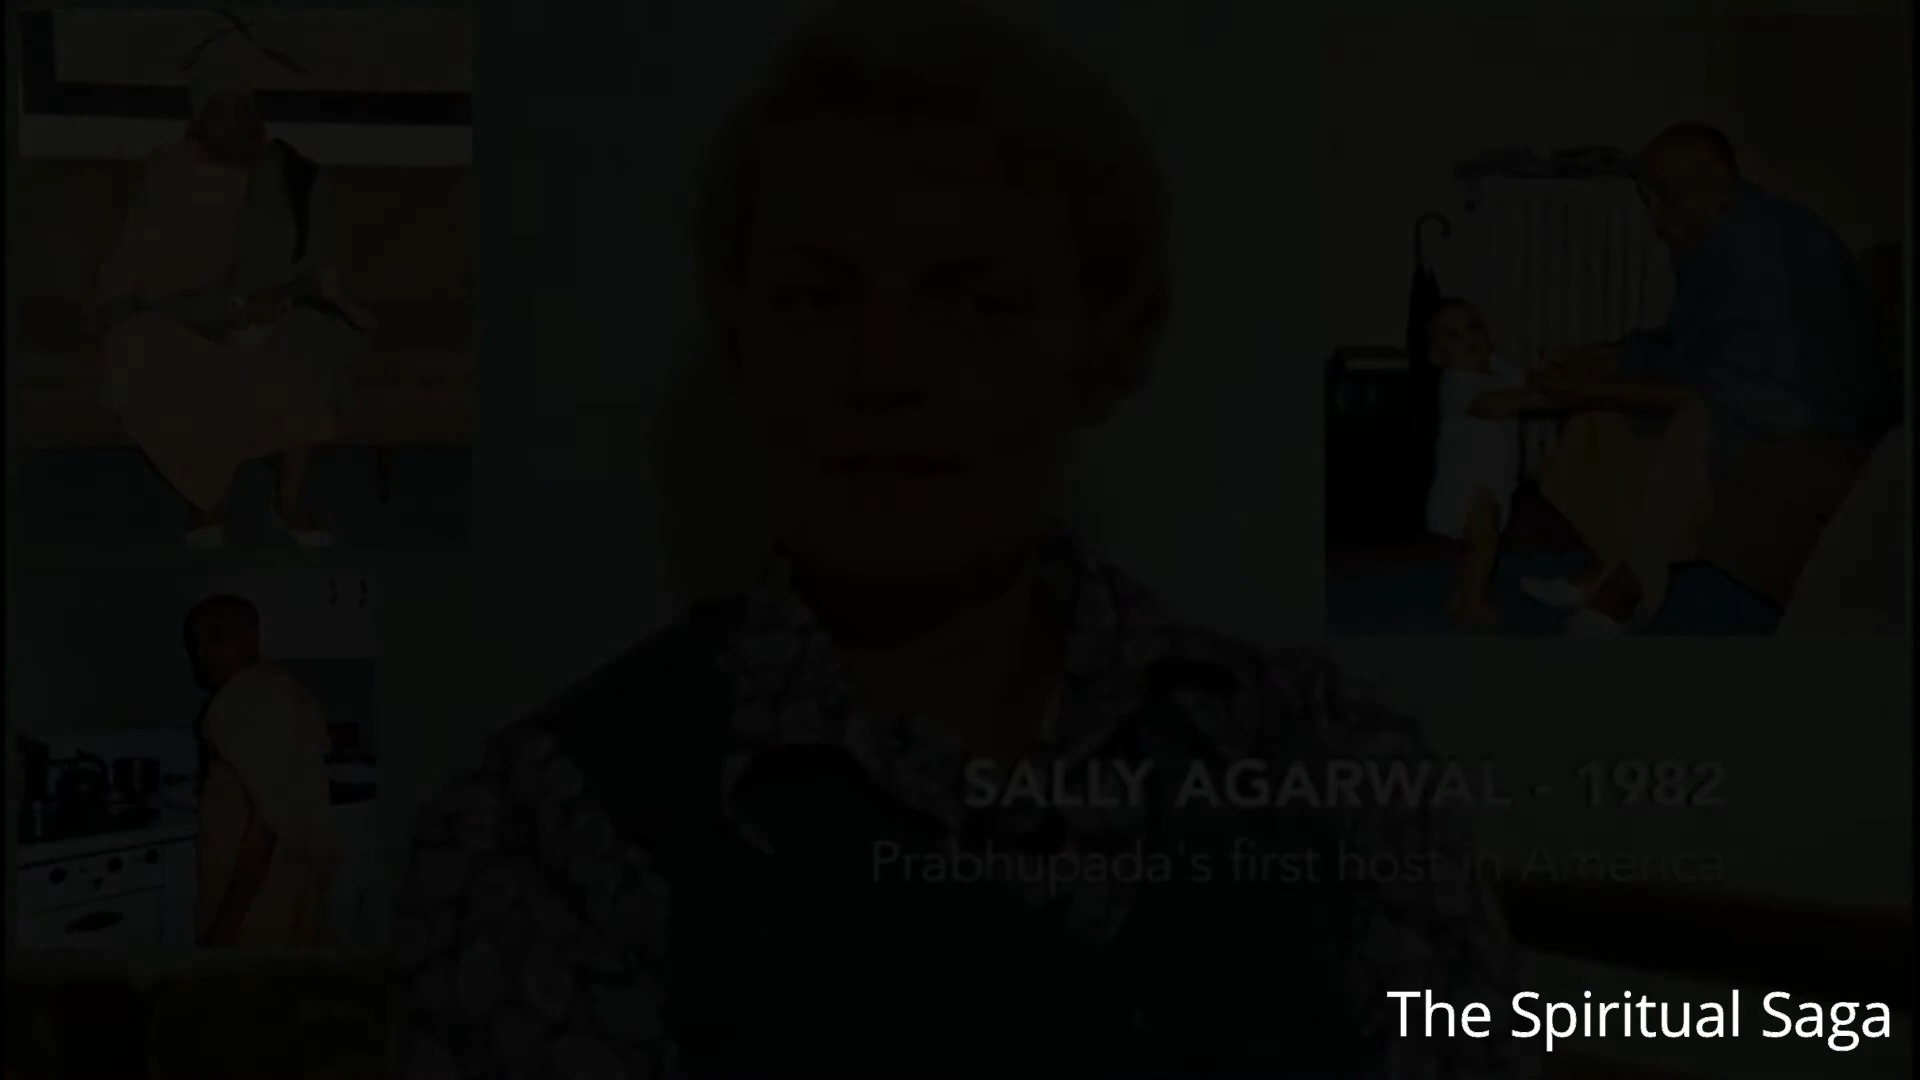 SALLY AGARWAL - 1982
Prabhupada's first host in America
The Spiritual Saga